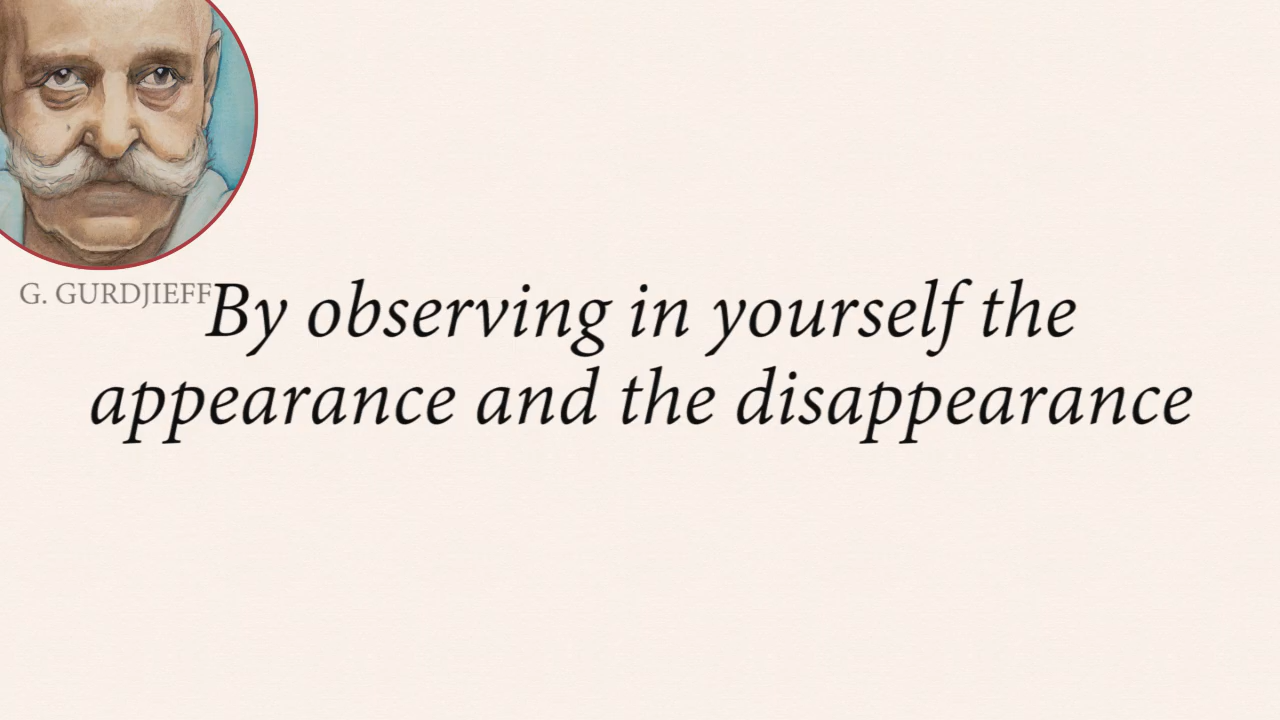 G. GURDJIEFF
By observing in yourself the
appearance and the disappearance